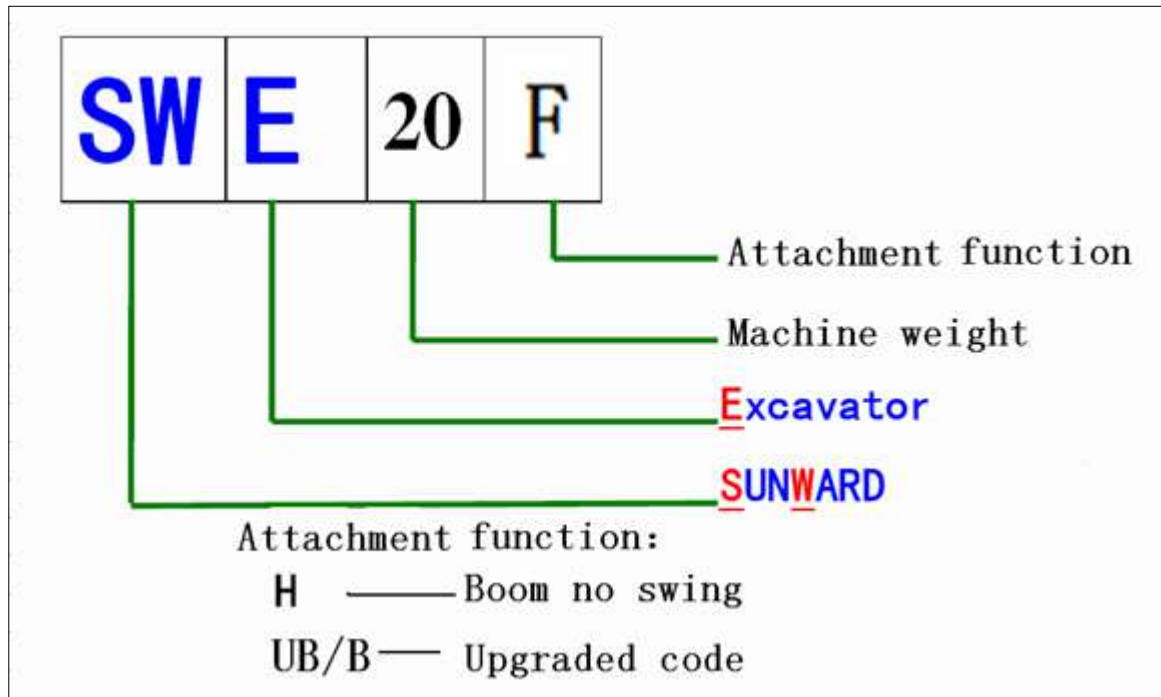 SW E 20 F
Attachment function
Machine weight
Excavator
SUNWARD
Attachment function:
H Boom no swing
UB/B Upgraded code